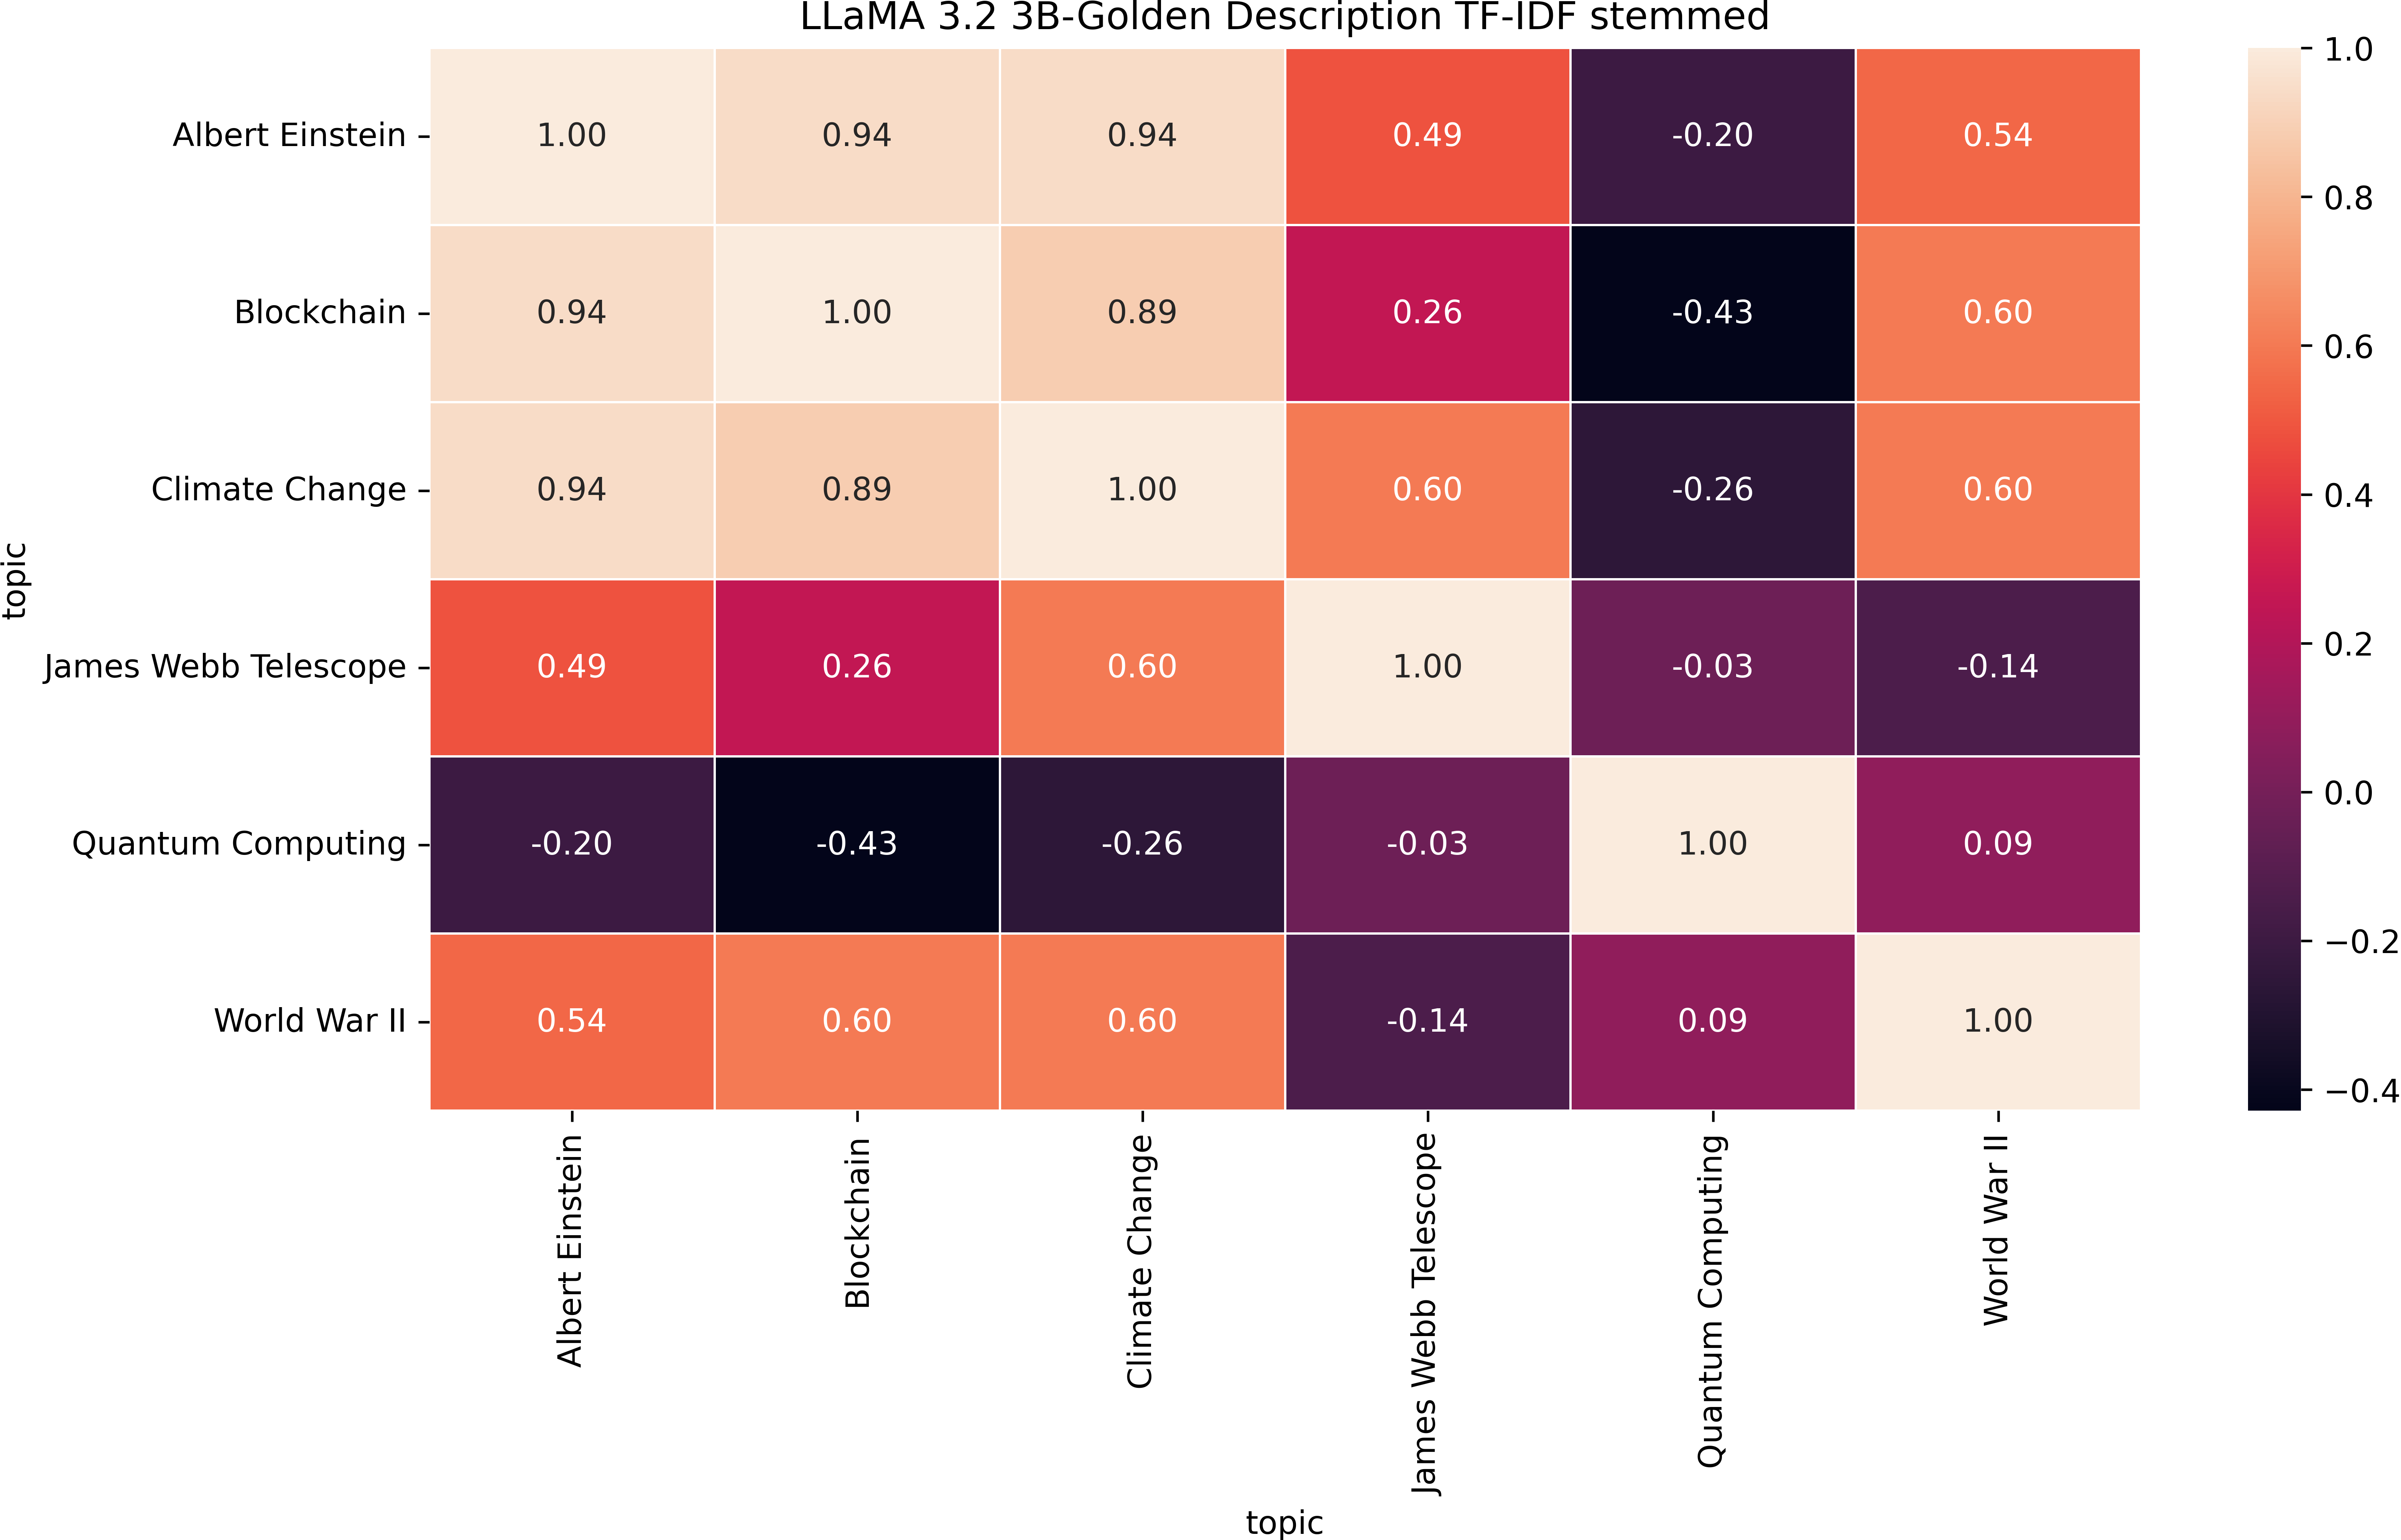 LLaMA 3.2 3B-Golden Description TF-IDF stemmed
topic
Albert Einstein 1.00 0.94 0.94 0.49 -0.20 0.54
Blockchain 0.94 1.00 0.89 0.26 -0.43 0.60
Climate Change 0.94 0.89 1.00 0.60 -0.26 0.60
James Webb Telescope 0.49 0.26 0.60 1.00 -0.03 -0.14
Quantum Computing -0.20 -0.43 -0.26 -0.03 1.00 0.09
World War II 0.54 0.60 0.60 -0.14 0.09 1.00
Albert Einstein
Blockchain
Climate Change
James Webb Telescope
Quantum Computing
World War II
topic
1.0
0.8
0.6
0.4
0.2
0.0
−0.2
−0.4